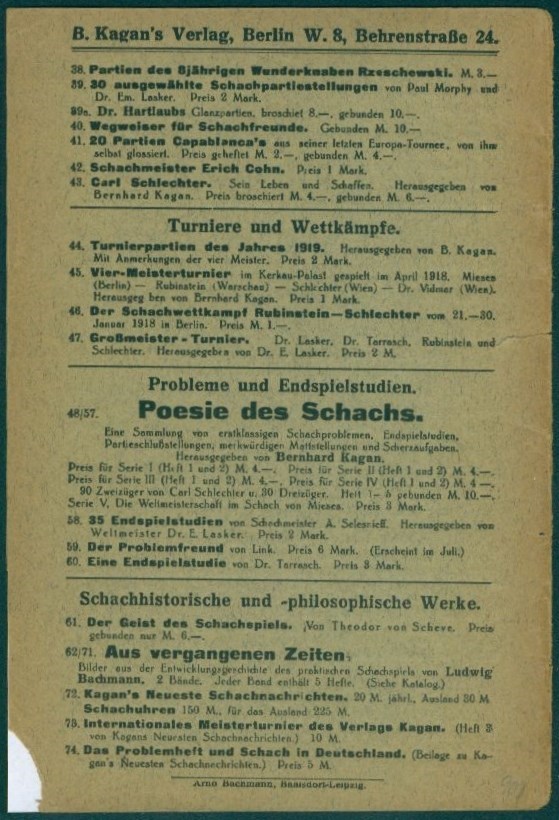 B. Kagan's Verlag, Berlin W. 8, Behrenstraße 24.
38. Partien des 8jährigen Wunderknaben Rzeschewski. M. 3.—
39. 30 ausgewählte Schachpartiestellungen von Paul Morphy und
Dr. Em. Lasker. Preis 2 Mark.
39a. Dr. Hartlaubs Glanzpartien, broschiet 8.—, gebunden 10.—.
40. Wegweiser für Schachfreunde. Gebunden M. 10.—
41. 20 Partien Capablanca's aus seiner letzten Europa-Tournee, von ihm
selbst glossiert. Preis geheftet M. 2.—, gebunden M. 4.—.
42. Schachmeister Erich Cohn. Preis 1 Mark.
43. Carl Schlechter. Sein Leben und Schaffen. Herausgegeben von
Bernhard Kagan. Preis broschiert M. 4.—, gebunden M. 6.—.
Turniere und Wettkämpfe.
44. Turnierpartien des Jahres 1919. Herausgegeben von B. Kagan.
Mit Anmerkungen der vier Meister. Preis 2 Mark.
45. Vier-Meisterturnier im Kerkau-Palast gespielt im April 1918. Mieses
(Berlin) — Rubinstein (Warschau) — Schlechter (Wien) — Dr. Vidmar (Wien).
Herausgegeben von Bernhard Kagan. Preis 1 Mark.
46. Der Schachwettkampf Rubinstein—Schlechter vom 21.—30.
Januar 1918 in Berlin. Preis M. 1.—.
47. Großmeister-Turnier. Dr. Lasker, Dr. Tarrasch, Rubinstein und
Schlechter. Herausgegeben von Dr. E. Lasker. Preis 2 M.
Probleme und Endspielstudien.
48/57. Poesie des Schachs.
Eine Sammlung von erstklassigen Schachproblemen, Endspielstudien,
Partieschlußstellungen, merkwürdigen Mattstellungen und Scherzaufgaben.
Herausgegeben von Bernhard Kagan.
Preis für Serie I (Heft 1 und 2) M. 4.—. Preis für Serie II (Heft 1 und 2) M. 4.—.
Preis für Serie III (Heft 1 und 2) M. 4.—. Preis für Serie IV (Heft 1 und 2) M. 4 —.
90 Zweizüger von Carl Schlechter u. 30 Dreizüger. Heft 1— gebunden M. 10.—.
Serie V, Die Weltmeisterschaft im Schach von Mieses. Preis 3 Mark.
58. 35 Endspielstudien von Schachmeister A. Selesnieff. Herausgegeben von
Weltmeister Dr. E. Lasker. Preis 2 Mark.
59. Der Problemfreund von Link. Preis 6 Mark. (Erscheint im Juli.)
60. Eine Endspielstudie von Dr. Tarrasch. Preis 3 Mark.
Schachhistorische und -philosophische Werke.
61. Der Geist des Schachspiels. Von Theodor von Scheve. Preis
gebunden nur M. 6.—.
62/71. Aus vergangenen Zeiten.
Bilder aus der Entwicklungsgeschichte des praktischen Schachspiels von Ludwig
Bachmann. 2 Bände. Jeder Band enthält 5 Hefte. (Siehe Katalog.)
72. Kagan's Neueste Schachnachrichten. 20 M. jährl., Ausland 30 M
Schachuhren 150 M., für das Ausland 225 M.
73. Internationales Meisterturnier des Verlags Kagan. (Heft 3
von Kagans Neuesten Schachnachrichten.) 10 M.
74. Das Problemheft und Schach in Deutschland. (Beilage zu Ka-
gan's Neuesten Schachnachrichten.) Preis 5 M.
Arno Bachmann, Baalsdorf-Leipzig.